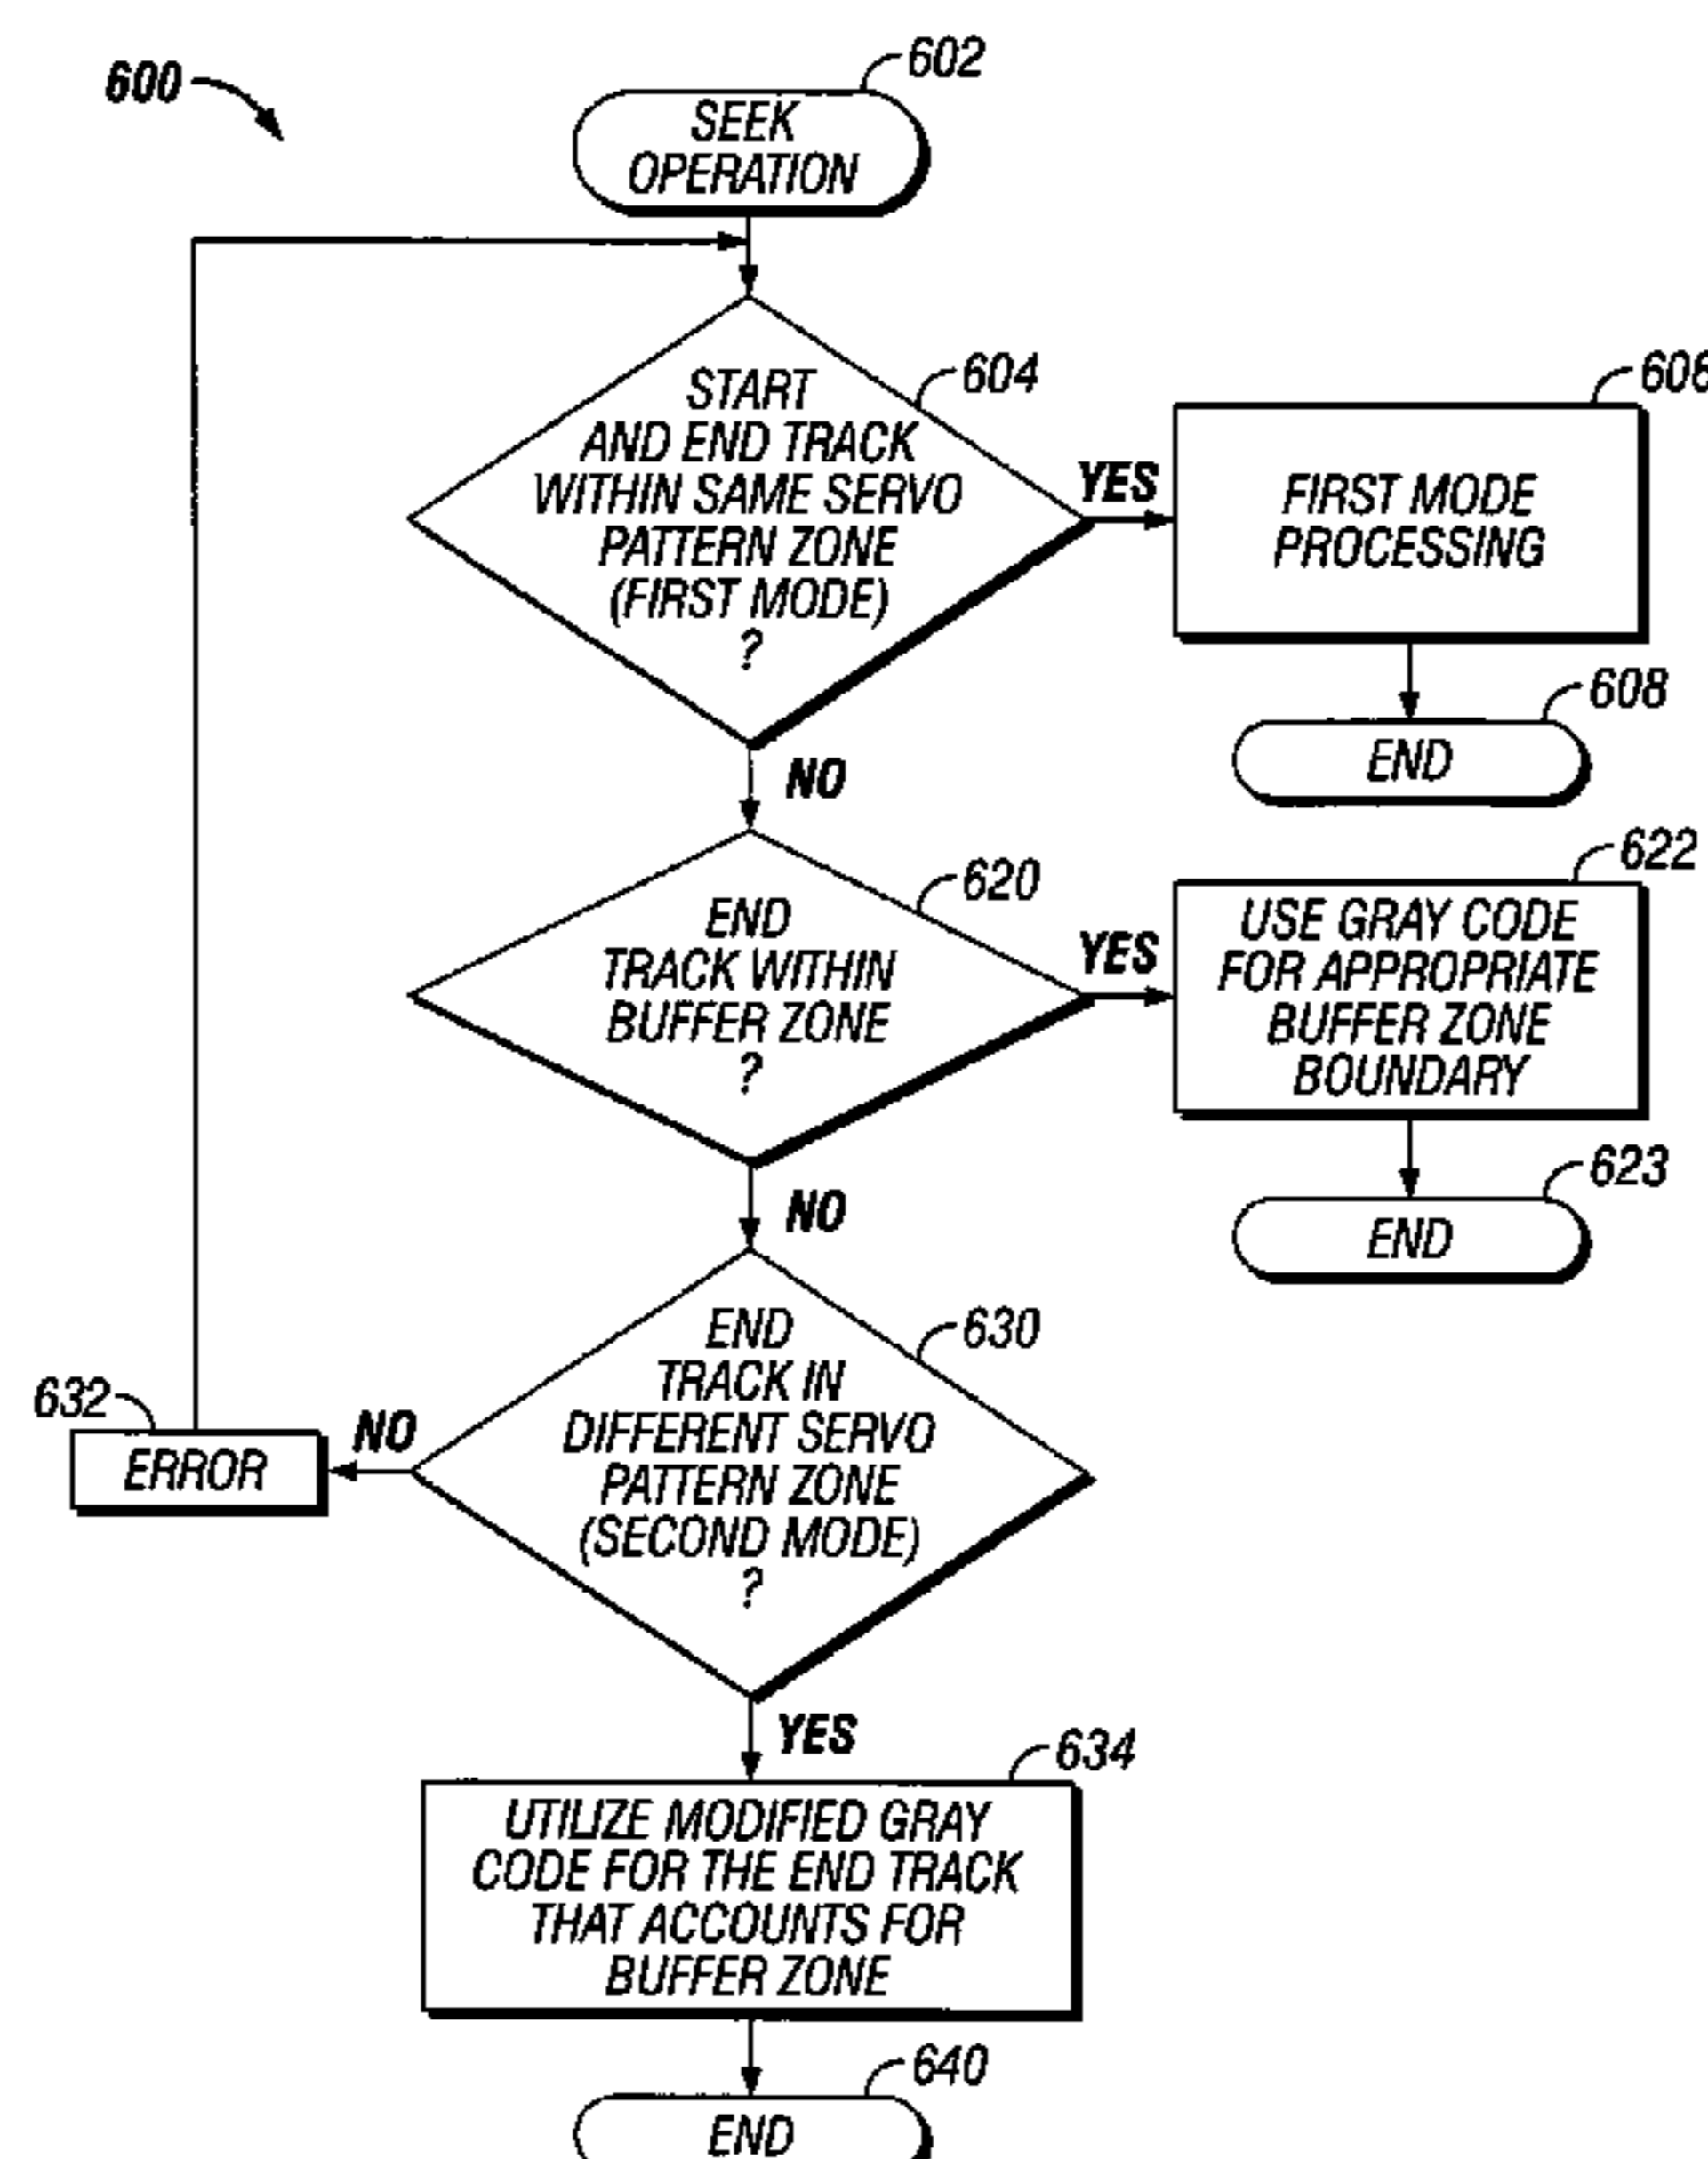 600
602
SEEK
OPERATION
604
START
AND END TRACK
WITHIN SAME SERVO
PATTERN ZONE
(FIRST MODE)
?
YES
606
FIRST MODE
PROCESSING
608
END
NO
620
END
TRACK WITHIN
BUFFER ZONE
?
YES
622
USE GRAY CODE
FOR APPROPRIATE
BUFFER ZONE
BOUNDARY
623
END
NO
630
END
TRACK IN
DIFFERENT SERVO
PATTERN ZONE
(SECOND MODE)
?
NO
632
ERROR
YES
634
UTILIZE MODIFIED GRAY
CODE FOR THE END TRACK
THAT ACCOUNTS FOR
BUFFER ZONE
640
END